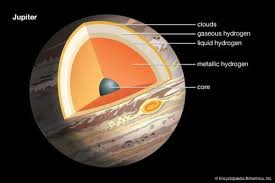 Jupiter
clouds
gaseous hydrogen
liquid hydrogen
metallic hydrogen
core
© Encyclopædia Britannica, Inc.